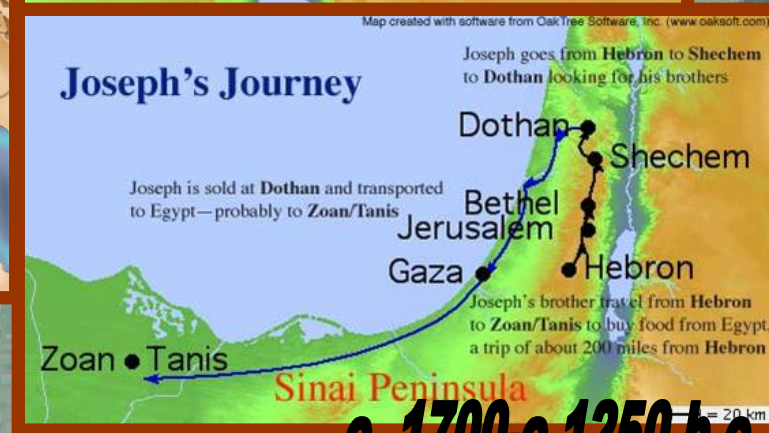 Map created with software from OakTree Software, Inc. (www.oaksoft.com)
Joseph goes from Hebron to Shechem
to Dothan looking for his brothers
Joseph's Journey
Dothan
Shechem
Joseph is sold at Dothan and transported
to Egypt—probably to Zoan/Tanis
Bethel
Jerusalem
Gaza
Hebron
Joseph's brother travel from Hebron
to Zoan/Tanis to buy food from Egypt,
a trip of about 200 miles from Hebron
Zoan Tanis
Sinai Peninsula
= 20 km
c. 1700-c.1250 b.c.